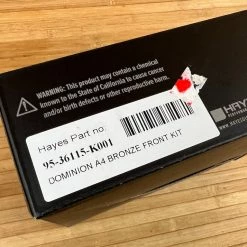 WARNING: This product may contain a chemical
known to the State of California to cause cancer
and/or birth defects or other reproductive harm.
HAYES
Hayes Part no:
95-36115-K001
DOMINION A4 BRONZE FRONT KIT